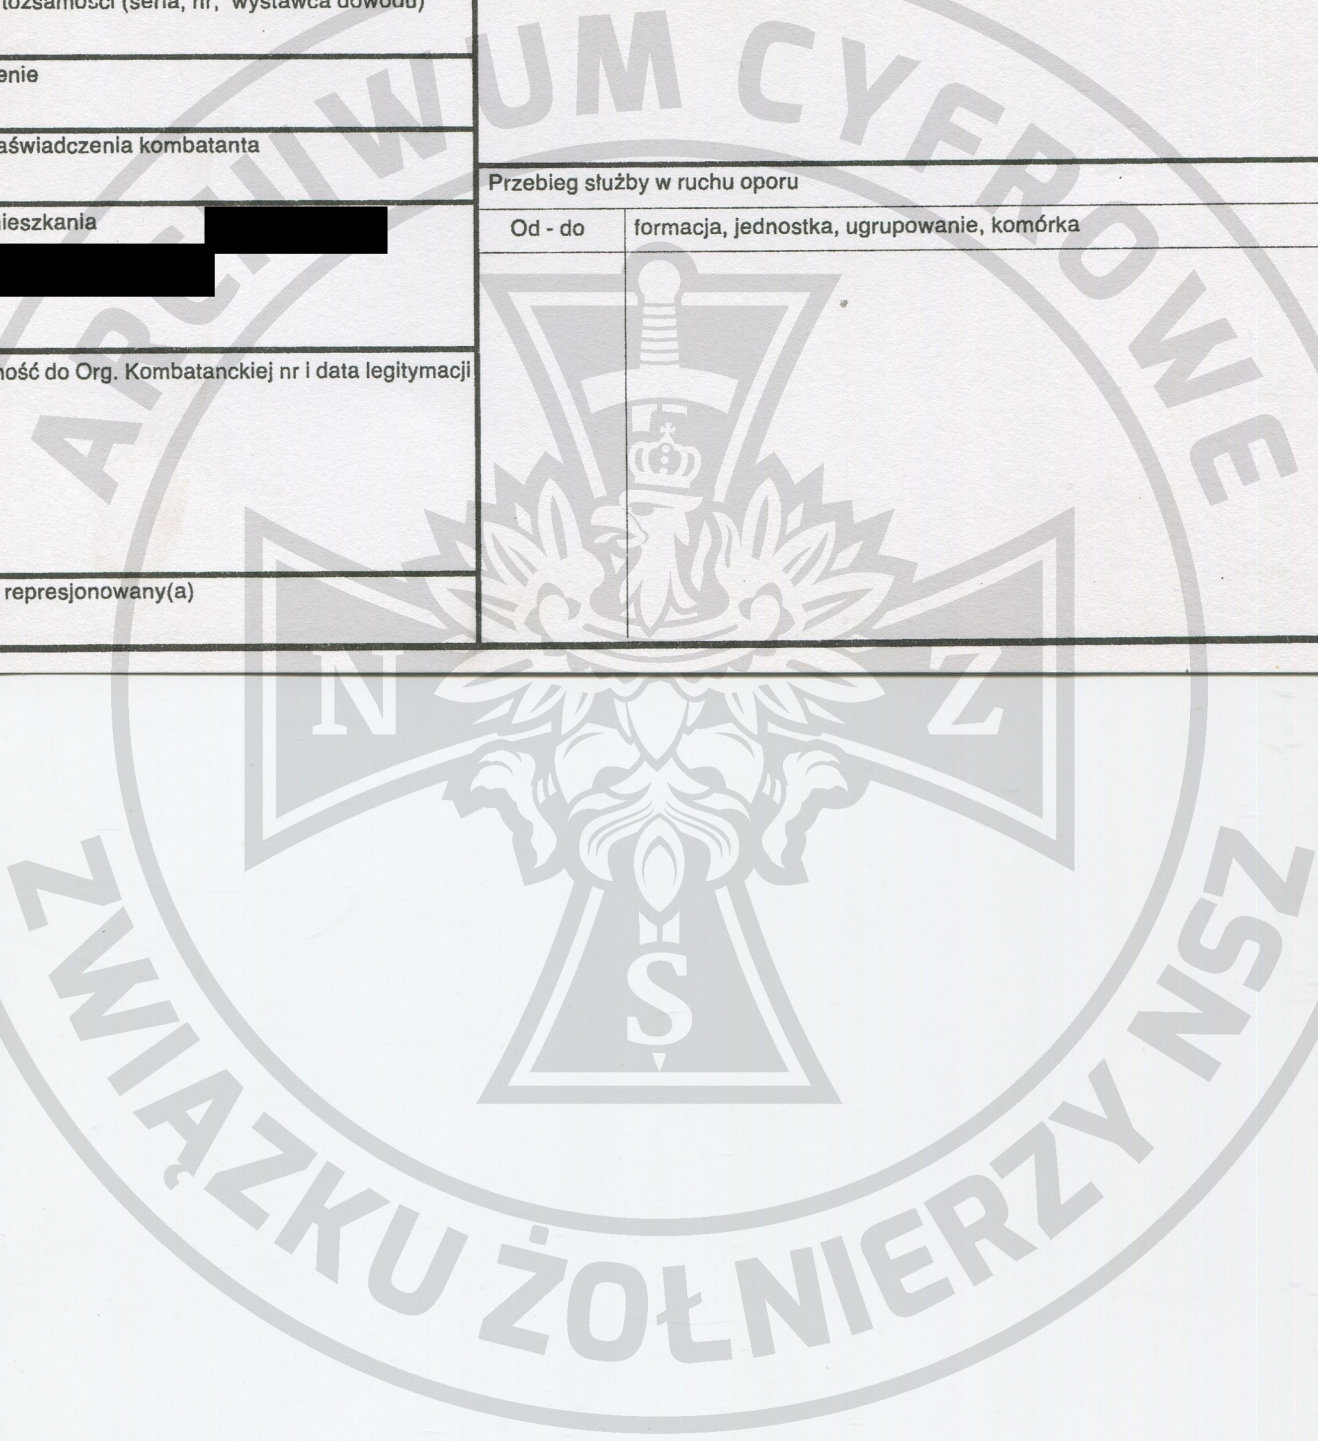 tożsamości (seria, nr, wystawca dowodu)
enie
aświadczenia kombatanta
ieszkania
ność do Org. Kombatanckiej nr i data legitymacji
represjonowany(a)
Przebieg służby w ruchu oporu
Od - do formacja, jednostka, ugrupowanie, komórka
ARCHIWUM CYFROWE
N Z
S
ZWIĄZKU ŻOŁNIERZY NSZ